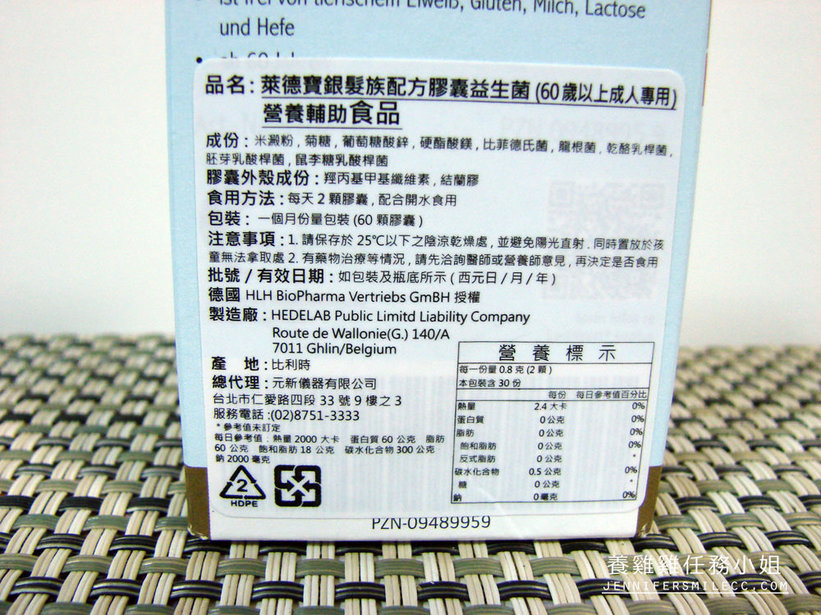 ist frei von tierischem Eiweiß, Gluten, Milch, Lactose
und Hefe
品名：萊德寶銀髮族配方膠囊益生菌 (60歲以上成人專用)
營養輔助食品
成份：米澱粉 , 菊糖 , 葡萄糖酸鋅 , 硬酯酸鎂 , 比菲德氏菌 , 龍根菌 , 乾酪乳桿菌 ,
胚芽乳酸桿菌 , 鼠李糖乳酸桿菌
膠囊外殼成份：羥丙基甲基纖維素 , 結蘭膠
食用方法：每天 2 顆膠囊 , 配合開水食用
包裝：一個月份量包裝 ( 60 顆膠囊 )
注意事項：1. 請保存於 25℃以下之陰涼乾燥處 , 並避免陽光直射 . 同時置放於孩
童無法拿取處 2. 有藥物治療等情況 , 請先洽詢醫師或營養師意見 , 再決定是否食用
批號 / 有效日期：如包裝及瓶底所示 ( 西元日 / 月 / 年 )
德國 HLH BioPharma Vertriebs GmBH 授權
製造廠：HEDELAB Public Limitd Liability Company
Route de Wallonie(G.) 140/A
7011 Ghlin/Belgium
產 地：比利時
總代理：元新儀器有限公司
台北市仁愛路四段 33 號 9 樓之 3
服務電話 :(02)8751-3333
* 參考值未訂定
每日參考值：熱量 2000 大卡 蛋白質 60 公克 脂肪
60 公克 飽和脂肪 18 公克 碳水化合物 300 公克
鈉 2000 毫克
營養標示
每一份量 0.8 克 (2 顆 )
本包裝含 30 份
每份 每日參考值百分比
熱量 2.4 大卡 0%
蛋白質 0 公克 0%
脂肪 0 公克 0%
飽和脂肪 0 公克 0%
反式脂肪 0 公克 *
碳水化合物 0.5 公克 0%
糖 0 公克 *
鈉 0 毫克 0%
2
HDPE
PZN-09489959
養雞雞任務小姐
JENNIFERSMILECC.COM